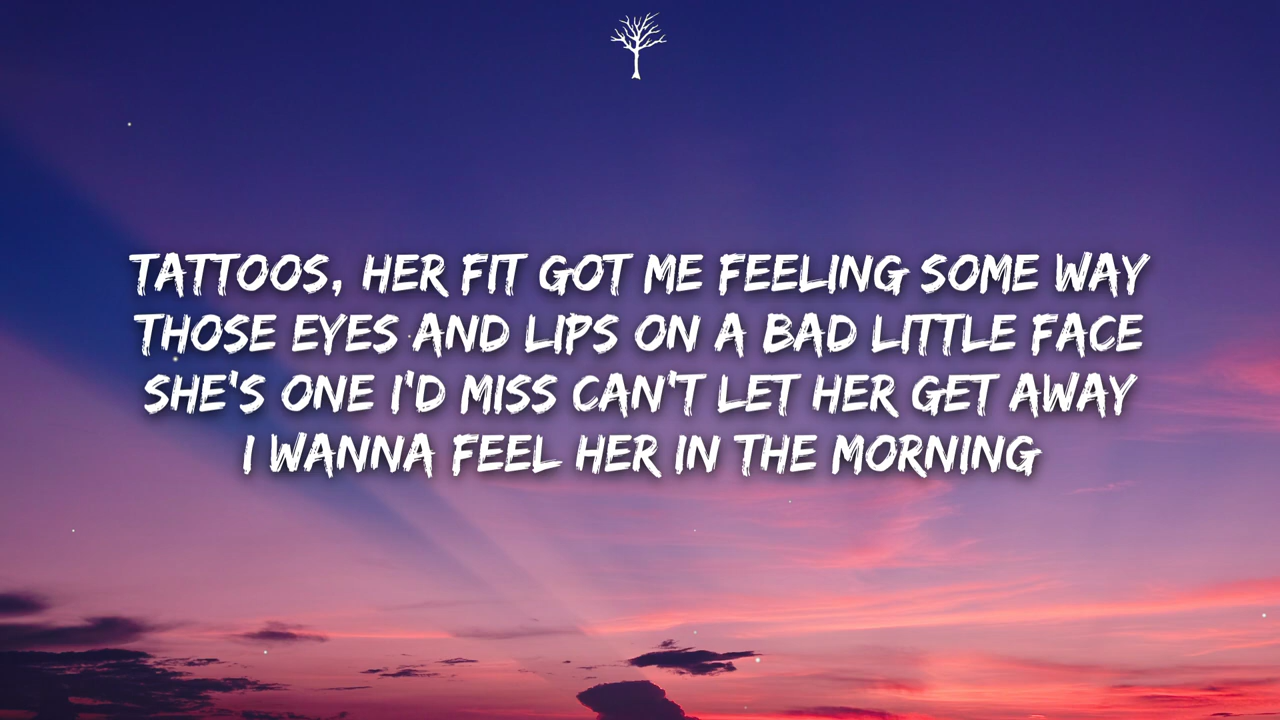 TATTOOS, HER FIT GOT ME FEELING SOME WAY
THOSE EYES AND LIPS ON A BAD LITTLE FACE
SHE'S ONE I'D MISS CAN'T LET HER GET AWAY
I WANNA FEEL HER IN THE MORNING